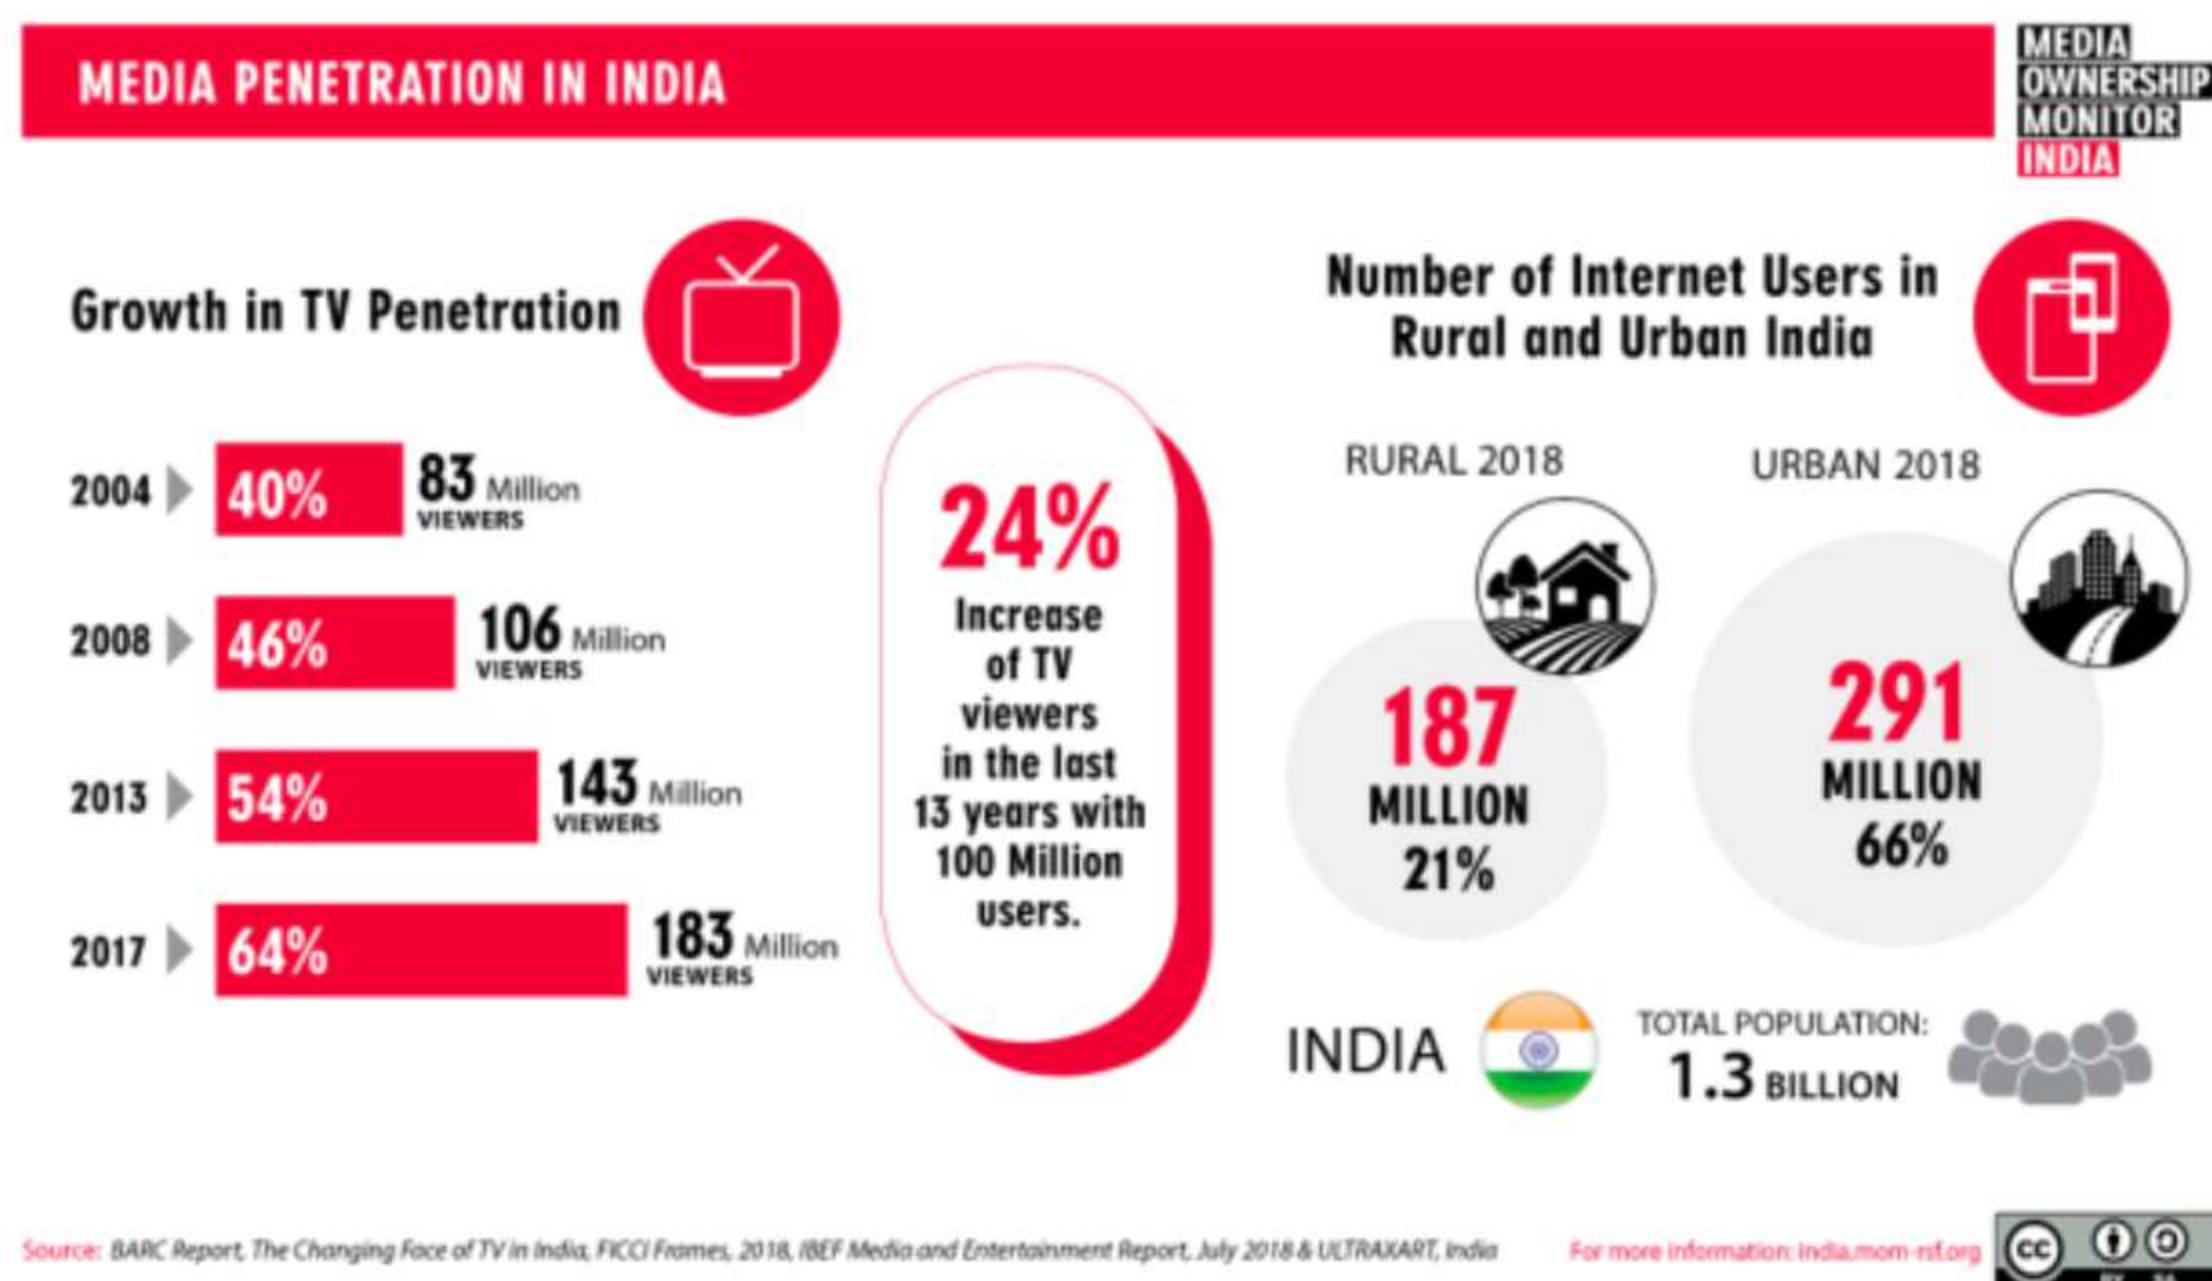 MEDIA PENETRATION IN INDIA
MEDIA
OWNERSHIP
MONITOR
INDIA
Growth in TV Penetration
2004 40% 83 Million
VIEWERS
2008 46% 106 Million
VIEWERS
2013 54% 143 Million
VIEWERS
2017 64% 183 Million
VIEWERS
24%
Increase
of TV
viewers
in the last
13 years with
100 Million
users.
Number of Internet Users in
Rural and Urban India
RURAL 2018
187
MILLION
21%
URBAN 2018
291
MILLION
66%
INDIA
TOTAL POPULATION:
1.3 BILLION
Source: BARC Report, The Changing Face of TV in India, FICCI Frames, 2018, IBEF Media and Entertainment Report, July 2018 & ULTRAXART, India
For more information: india.mom-rsf.org
cc